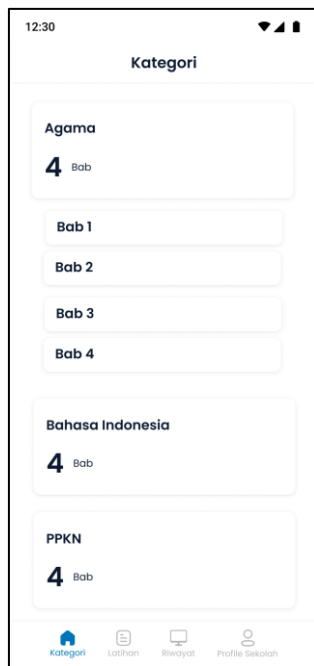 12:30
Kategori
Agama
4 Bab
Bab 1
Bab 2
Bab 3
Bab 4
Bahasa Indonesia
4 Bab
PPKN
4 Bab
Kategori Latihan Riwayat Profile Sekolah